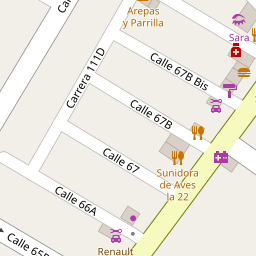 Arepas
y Parrilla
Sara
Carrera 111D
Calle 67B Bis
Calle 67B
Calle 67
Sunidora
de Aves
la 22
Calle 66A
Renault